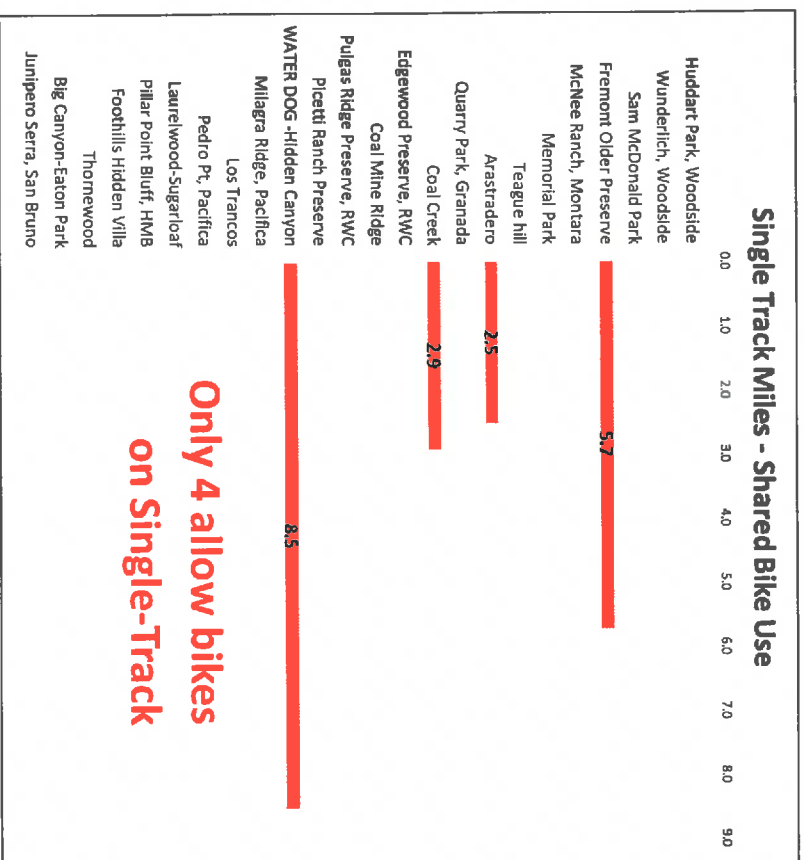 Single Track Miles - Shared Bike Use
0.0 1.0 2.0 3.0 4.0 5.0 6.0 7.0 8.0 9.0
Huddart Park, Woodside
Wunderlich, Woodside
Sam McDonald Park
Fremont Older Preserve 5.7
McNee Ranch, Montara
Memorial Park
Teague hill
Arastradero 2.5
Quarry Park, Granada
Coal Creek 2.9
Edgewood Preserve, RWC
Coal Mine Ridge
Pulgas Ridge Preserve, RWC
Picetti Ranch Preserve
WATER DOG -Hidden Canyon 8.5
Milagra Ridge, Pacifica
Los Trancos
Pedro Pt, Pacifica
Laurelwood-Sugarloaf
Pillar Point Bluff, HMB
Foothills Hidden Villa
Thornewood
Big Canyon-Eaton Park
Junipero Serra, San Bruno
Only 4 allow bikes
on Single-Track